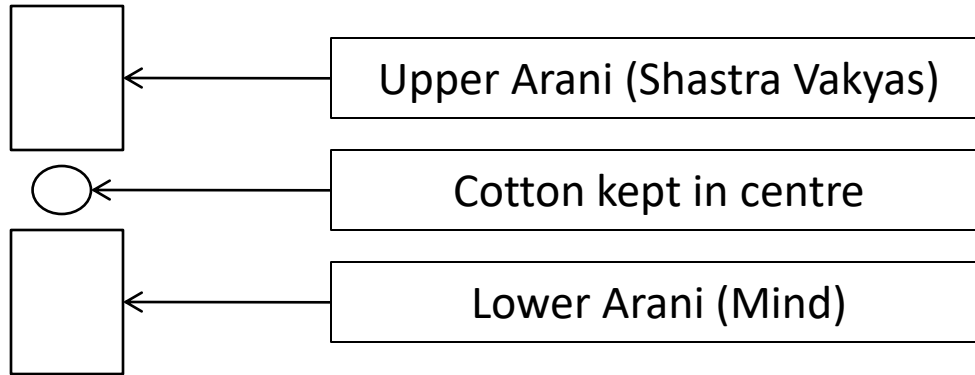 Upper Arani (Shastra Vakyas)
Cotton kept in centre
Lower Arani (Mind)